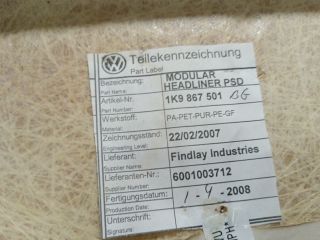 Teilekennzeichnung
Part Label
Bezeichnung: MODULAR
Part Name: HEADLINER PSD
Artikel-Nr. 1K9 867 501 BG
Part Number:
Werkstoff: PA-PET-PUR-PE-GF
Material:
Zeichnungsstand: 22/02/2007
Engineering Level:
Lieferant: Findlay Industries
Supplier Name:
Lieferanten-Nr.: 6001003712
Supplier Number:
Fertigungsdatum: 1-4-2008
Production Date:
Unterschrift:
Signature: